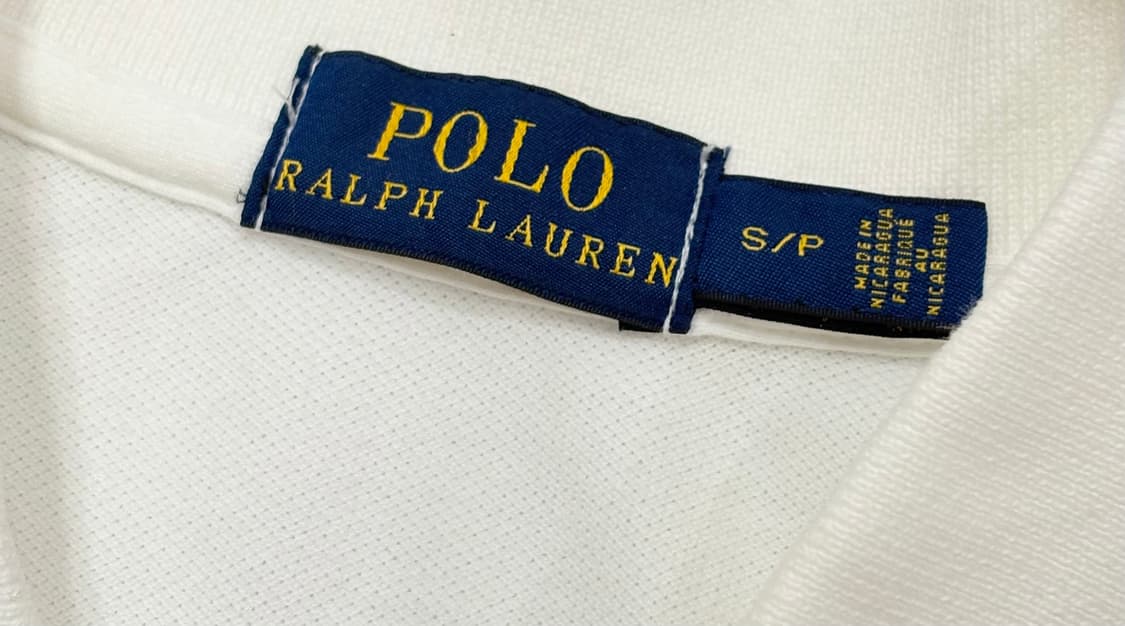 POLO
RALPH LAUREN
S/P
MADE IN
NICARAGUA
FABRIQUÉ
AU
NICARAGUA